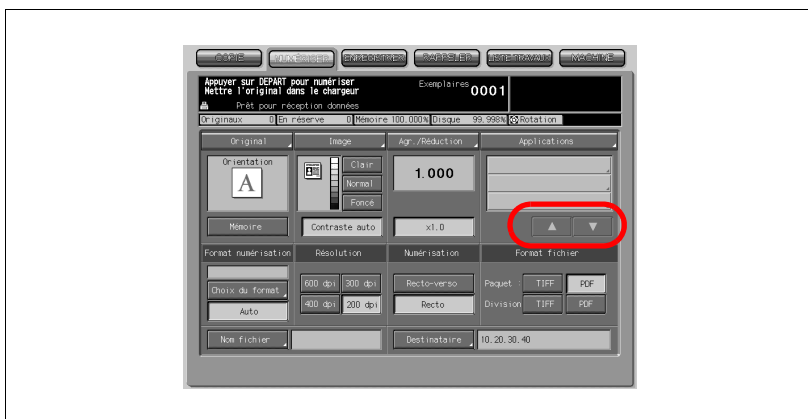 COPIE NUMÉRISER ENREGISTRER RAPPELER LISTE TRAVAUX MACHINE
Appuyer sur DEPART pour numériser
Mettre l'original dans le chargeur
Exemplaires 0001
Prêt pour réception données
Originaux 0 En réserve 0 Mémoire 100.000% Disque 99.998% Rotation
Original Image Agr./Réduction Applications
Orientation
A
Clair
Normal
Foncé
1.000
Mémoire Contraste auto x1.0
Format numérisation Résolution Numérisation Format fichier
Choix du format
Auto
600 dpi 300 dpi
400 dpi 200 dpi
Recto-verso
Recto
Paquet : TIFF PDF
Division TIFF PDF
Nom fichier Destinataire 10.20.30.40